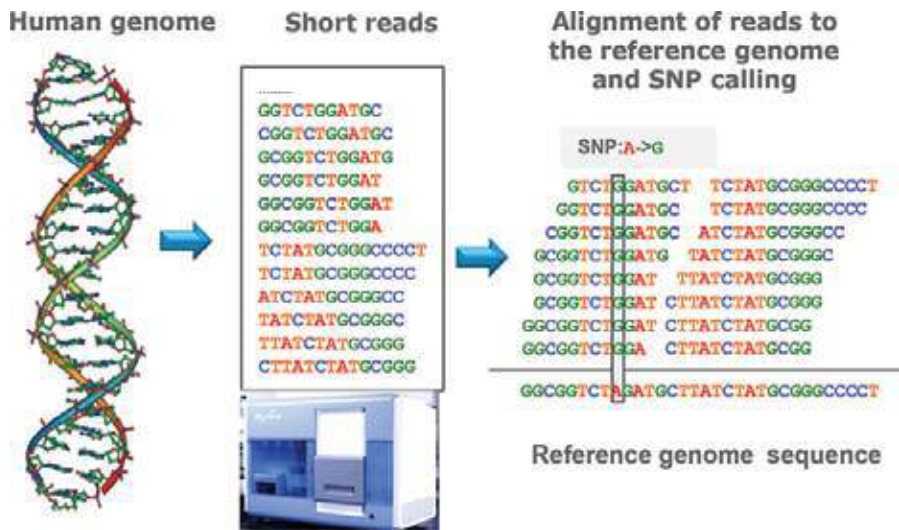 Human genome
Short reads
Alignment of reads to
the reference genome
and SNP calling
GGTCTGGATGC
CGGTCTGGATGC
GCGGTCTGGATG
GCGGTCTGGAT
GGCGGTCTGGAT
GGCGGTCTGGA
TCTATGCGGGCCCCT
TCTATGCGGGCCCC
ATCTATGCGGGCC
TATCTATGCGGGC
TTATCTATGCGGG
CTTATCTATGCGGG
SNP:A->G
GTCTGGATGCT TCTATGCGGGCCCCT
GGTCTGGATGC TCTATGCGGGCCCC
CGGTCTGGATGC ATCTATGCGGGCC
GCGGTCTGGATG TATCTATGCGGGC
GCGGTCTGGAT TTATCTATGCGGG
GCGGTCTGGAT CTTATCTATGCGGG
GGCGGTCTGGAT CTTATCTATGCGG
GGCGGTCTGGA CTTATCTATGCGG
GGCGGTCTAGATGCTTATCTATGCGGGCCCCT
Reference genome sequence